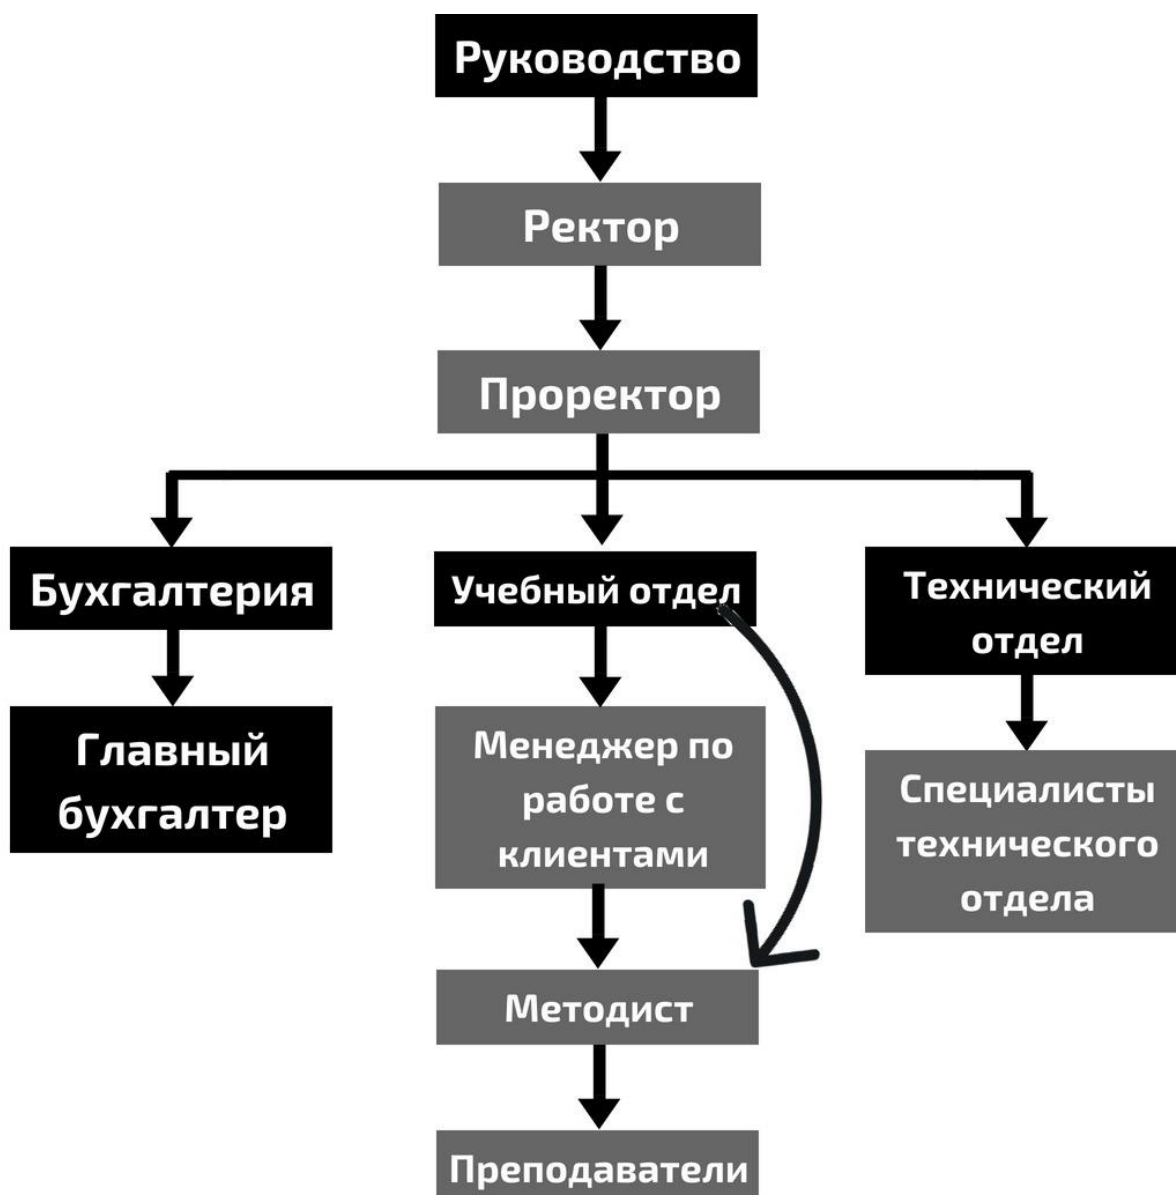 Руководство
Ректор
Проректор
Бухгалтерия
Главный
бухгалтер
Учебный отдел
Менеджер по
работе с
клиентами
Методист
Преподаватели
Технический
отдел
Специалисты
технического
отдела